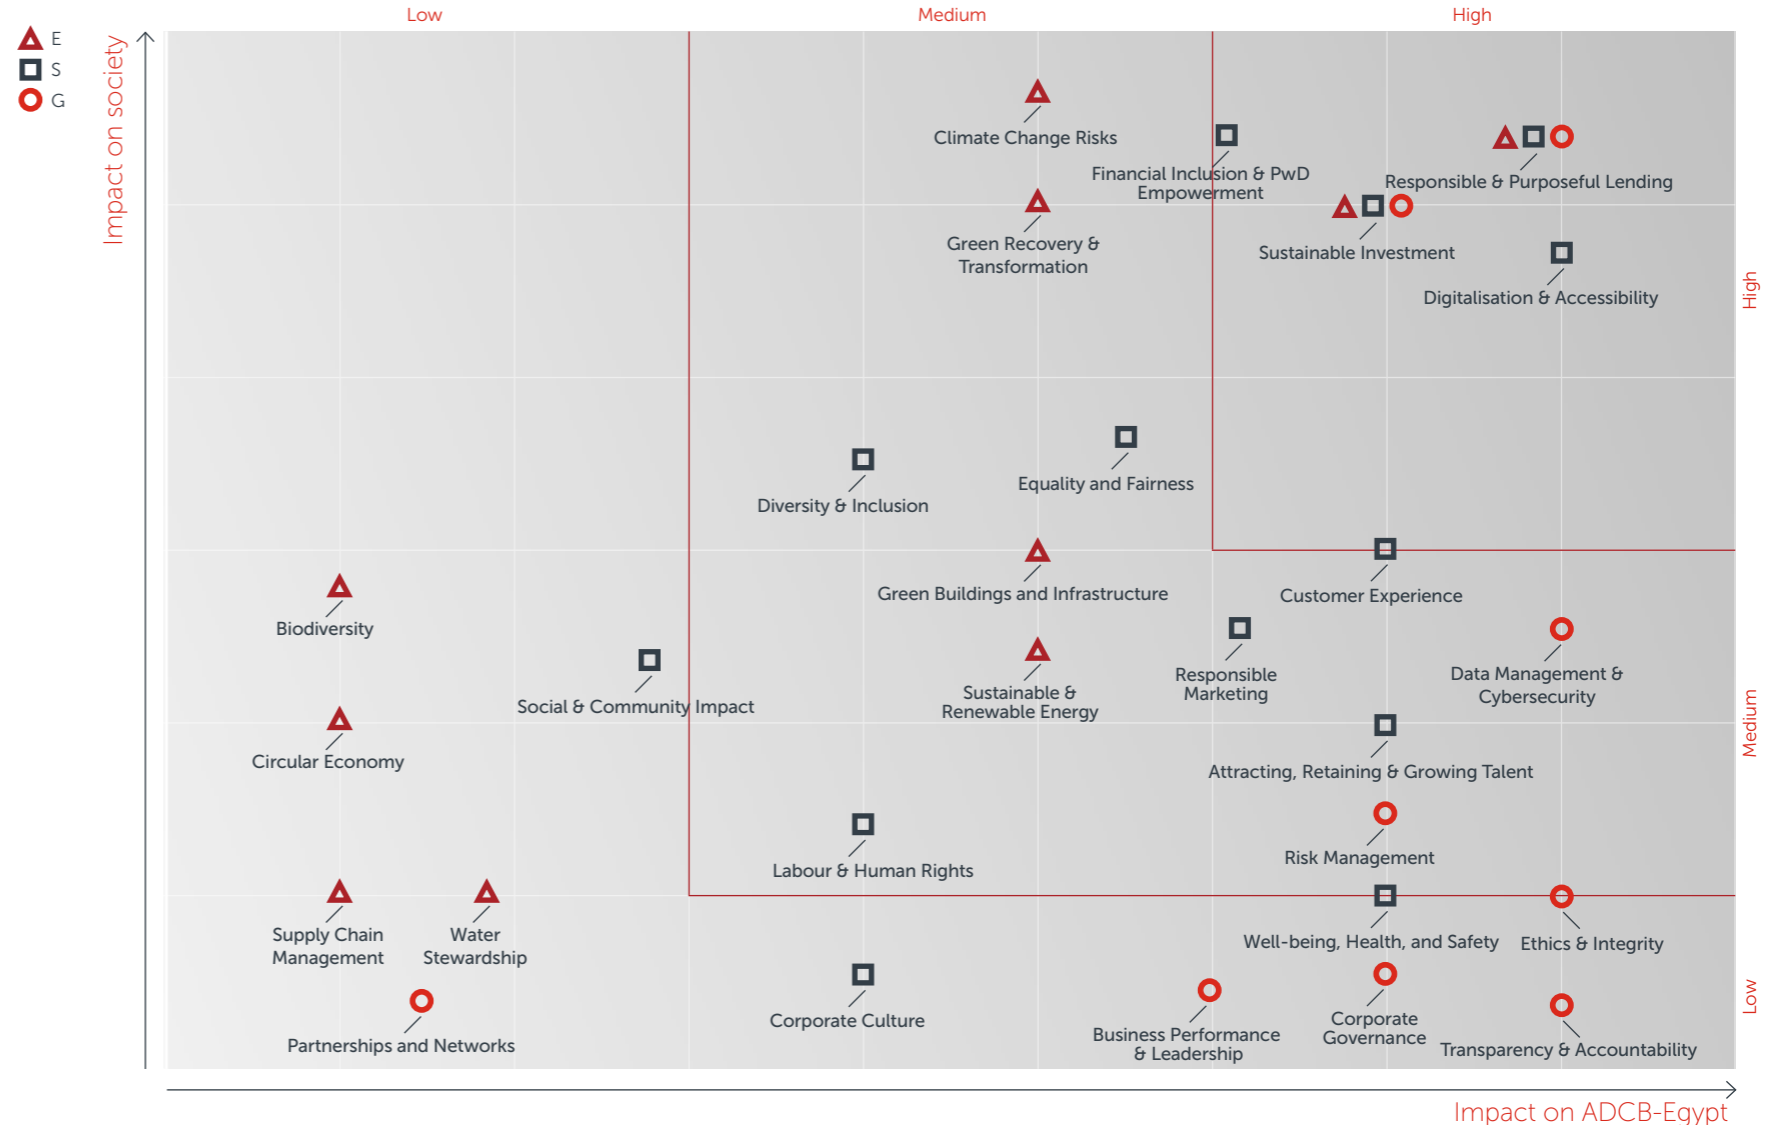 Low
Medium
High
E
S
G
Impact on society
Climate Change Risks
Financial Inclusion & PwD
Empowerment
Responsible & Purposeful Lending
Green Recovery &
Transformation
Sustainable Investment
Digitalisation & Accessibility
High
Equality and Fairness
Diversity & Inclusion
Green Buildings and Infrastructure
Customer Experience
Biodiversity
Responsible
Marketing
Data Management &
Cybersecurity
Sustainable &
Renewable Energy
Social & Community Impact
Medium
Circular Economy
Attracting, Retaining & Growing Talent
Risk Management
Labour & Human Rights
Supply Chain
Management
Water
Stewardship
Well-being, Health, and Safety
Ethics & Integrity
Low
Corporate Culture
Partnerships and Networks
Business Performance
& Leadership
Corporate
Governance
Transparency & Accountability
Impact on ADCB-Egypt